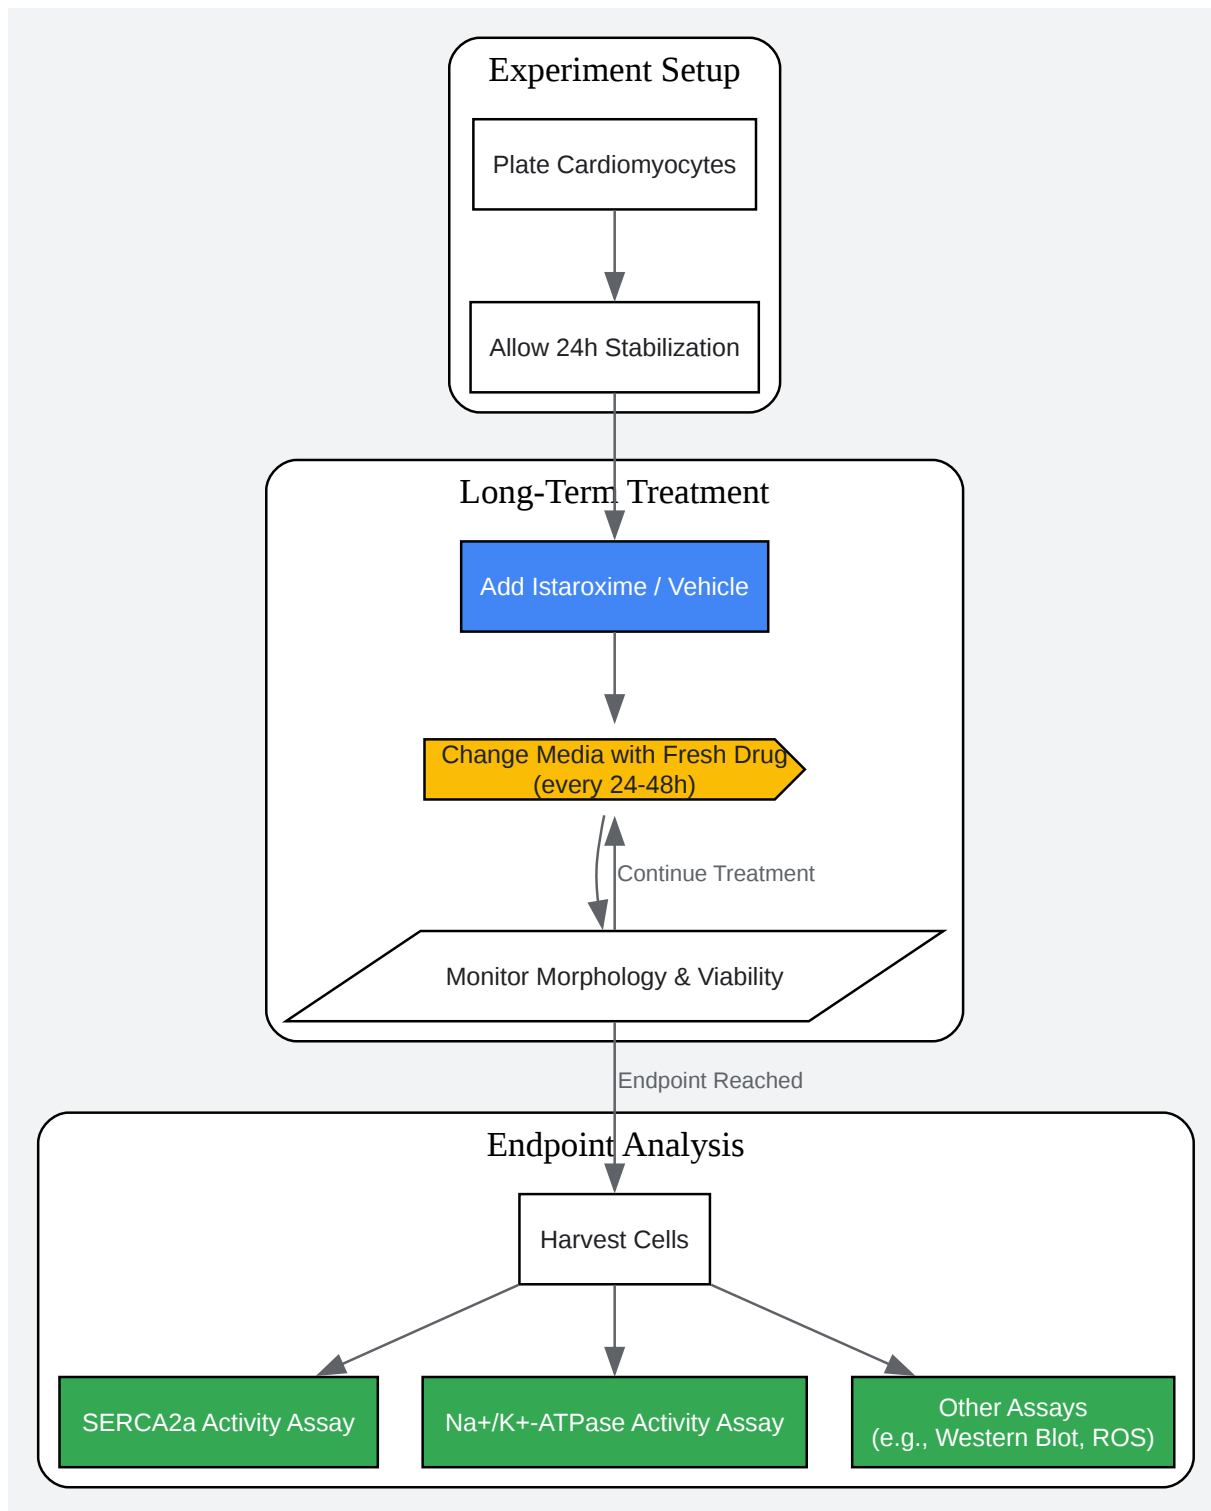 Experiment Setup
Plate Cardiomyocytes
Allow 24h Stabilization
Long-Term Treatment
Add Istaroxime / Vehicle
Change Media with Fresh Drug
(every 24-48h)
Continue Treatment
Monitor Morphology & Viability
Endpoint Reached
Endpoint Analysis
Harvest Cells
SERCA2a Activity Assay
Na+/K+-ATPase Activity Assay
Other Assays
(e.g., Western Blot, ROS)